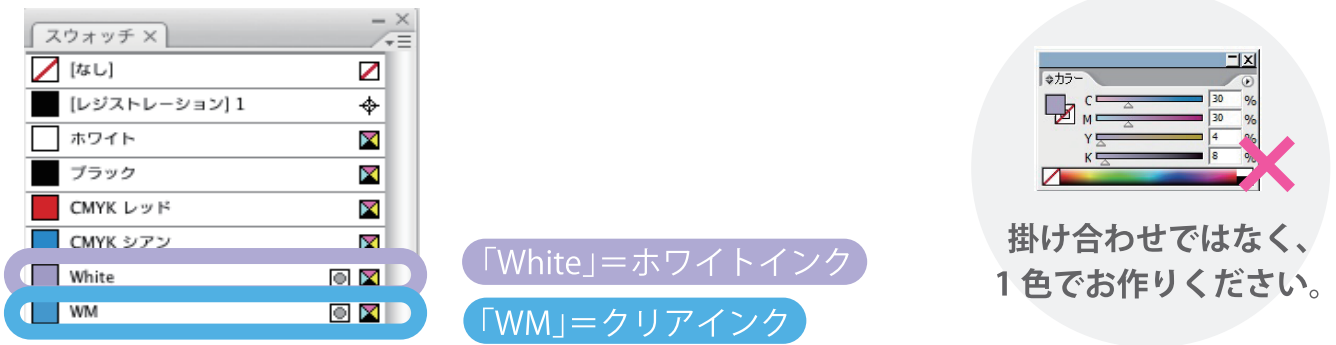 スウォッチ ×
[なし]
[レジストレーション] 1
ホワイト
ブラック
CMYK レッド
CMYK シアン
White
WM
「White」＝ホワイトインク
「WM」＝クリアインク
カラー
C 30 %
M 30 %
Y 4 %
K 8 %
掛け合わせではなく、
1 色でお作りください。